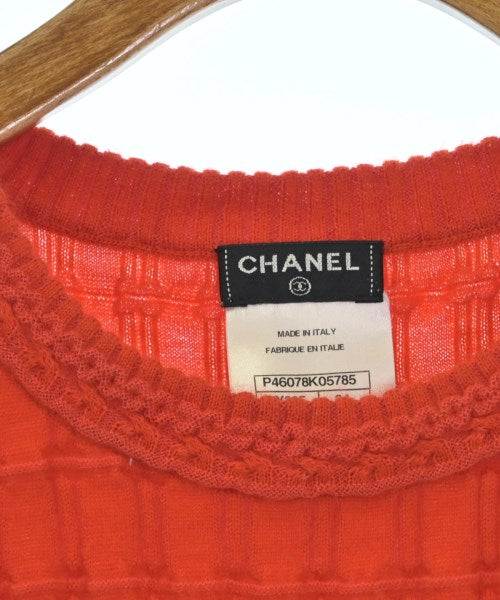 CHANEL
MADE IN ITALY
FABRIQUE EN ITALIE
P46078K05785